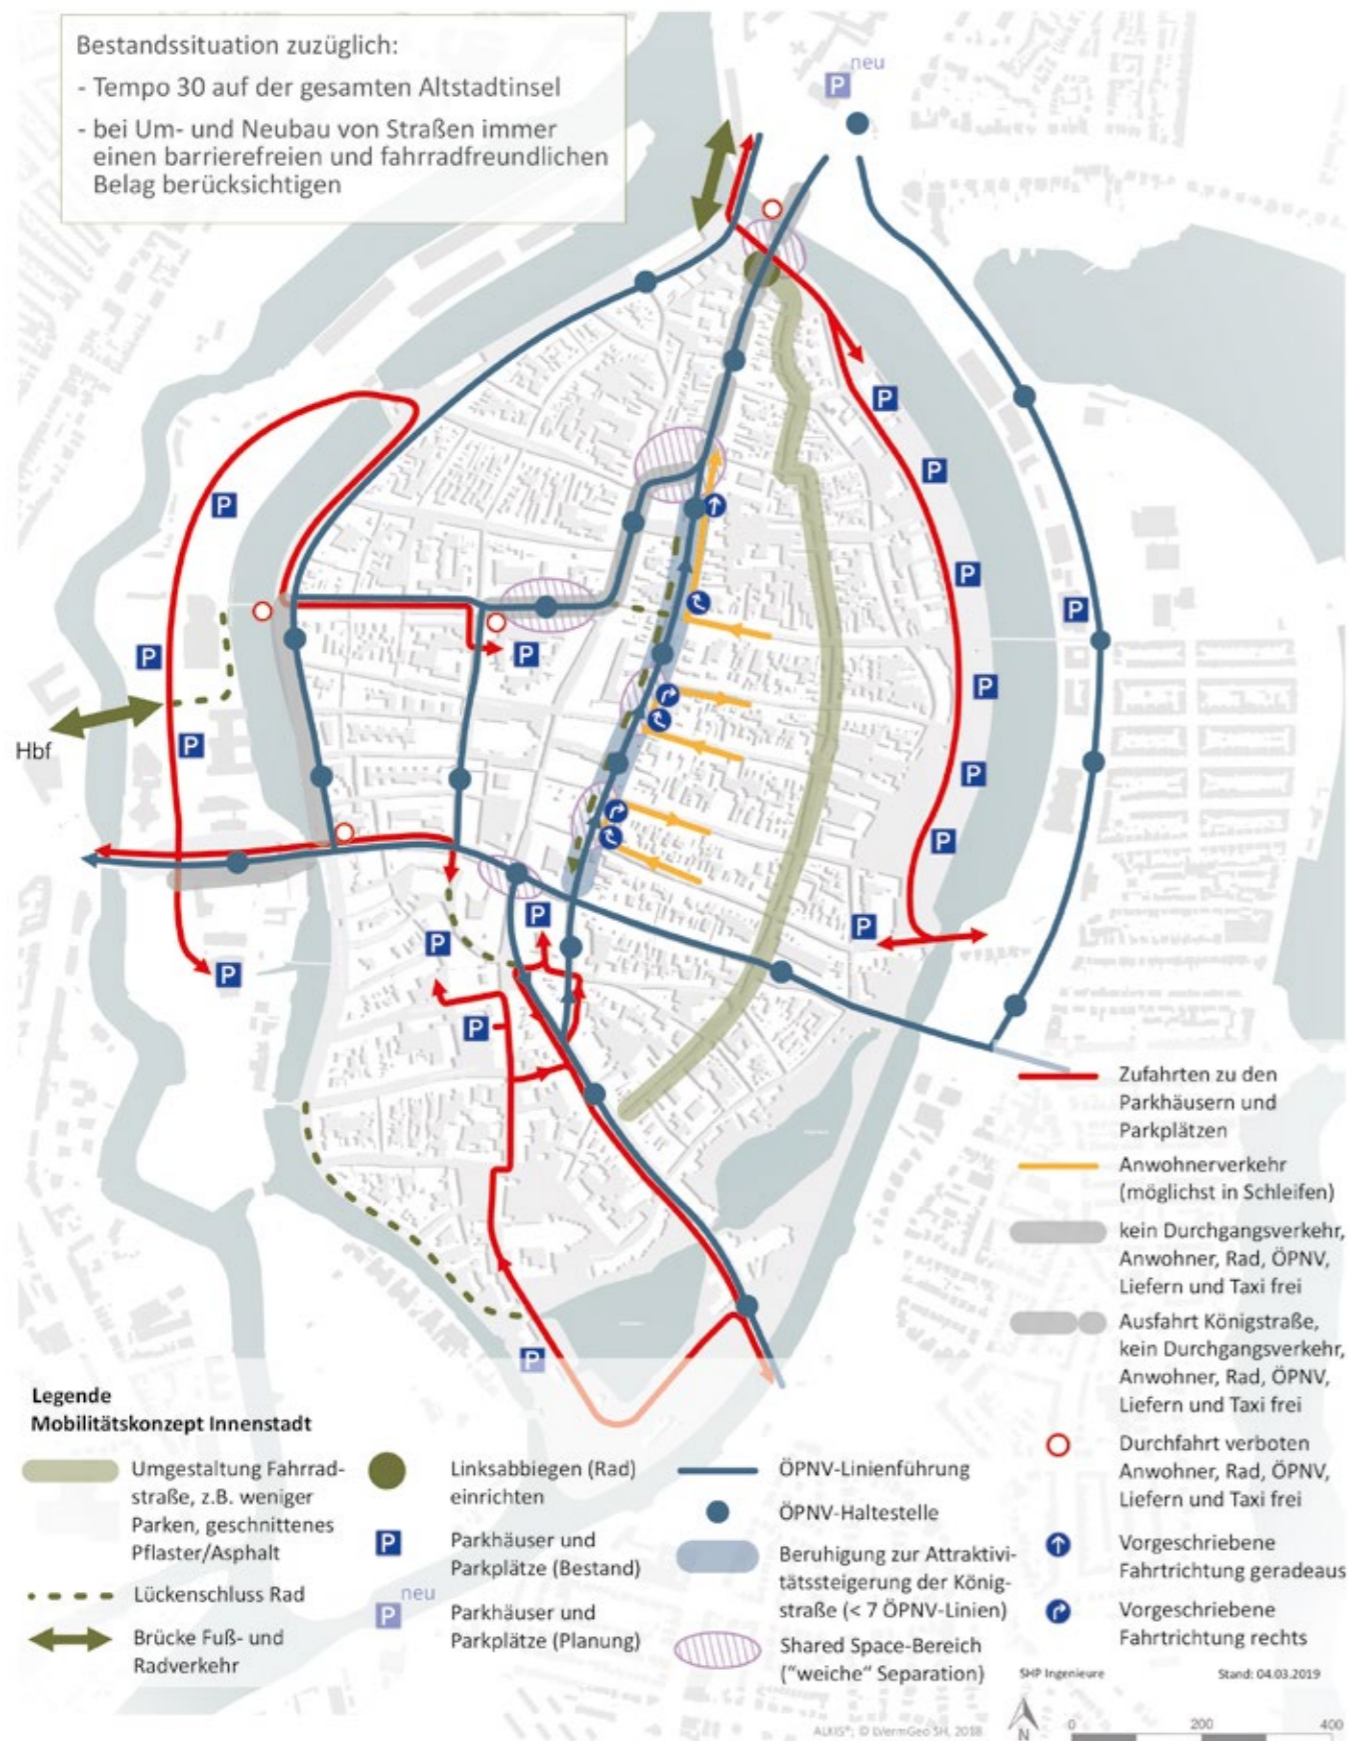 Bestandssituation zuzüglich:
- Tempo 30 auf der gesamten Altstadtinsel
- bei Um- und Neubau von Straßen immer
einen barrierefreien und fahrradfreundlichen
Belag berücksichtigen
neu
P
P
P
P
P
P
P
P
P
P
P
Hbf
P
P
P
P
P
P
P
P
P
Zufahrten zu den
Parkhäusern und
Parkplätzen
Anwohnerverkehr
(möglichst in Schleifen)
kein Durchgangsverkehr,
Anwohner, Rad, ÖPNV,
Liefern und Taxi frei
Ausfahrt Königstraße,
kein Durchgangsverkehr,
Anwohner, Rad, ÖPNV,
Liefern und Taxi frei
Durchfahrt verboten
Anwohner, Rad, ÖPNV,
Liefern und Taxi frei
Vorgeschriebene
Fahrtrichtung geradeaus
Vorgeschriebene
Fahrtrichtung rechts
Legende
Mobilitätskonzept Innenstadt
Umgestaltung Fahrrad-
straße, z.B. weniger
Parken, geschnittenes
Pflaster/Asphalt
Lückenschluss Rad
Brücke Fuß- und
Radverkehr
Linksabbiegen (Rad)
einrichten
P
Parkhäuser und
Parkplätze (Bestand)
neu
P
Parkhäuser und
Parkplätze (Planung)
ÖPNV-Linienführung
ÖPNV-Haltestelle
Beruhigung zur Attraktivi-
tätssteigerung der König-
straße (< 7 ÖPNV-Linien)
Shared Space-Bereich
("weiche" Separation)
SHP Ingenieure
Stand: 04.03.2019
ALKIS®; © LVermGeo SH, 2018
N
0 200 400